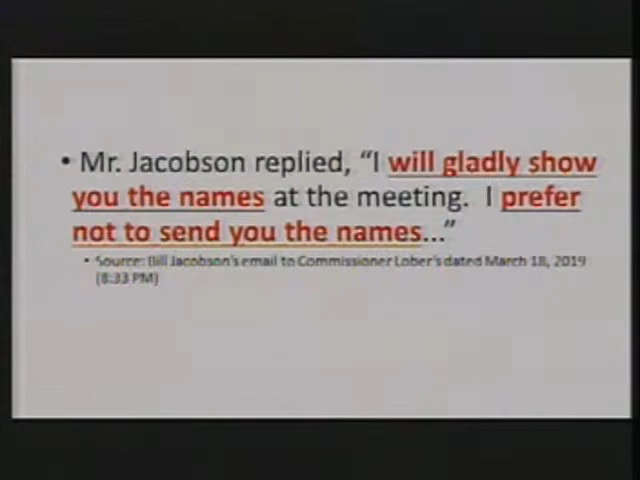 • Mr. Jacobson replied, “I will gladly show
you the names at the meeting.  I prefer
not to send you the names...”
• Source: Bill Jacobson's email to Commissioner Lober's dated March 18, 2019
(8:33 PM)